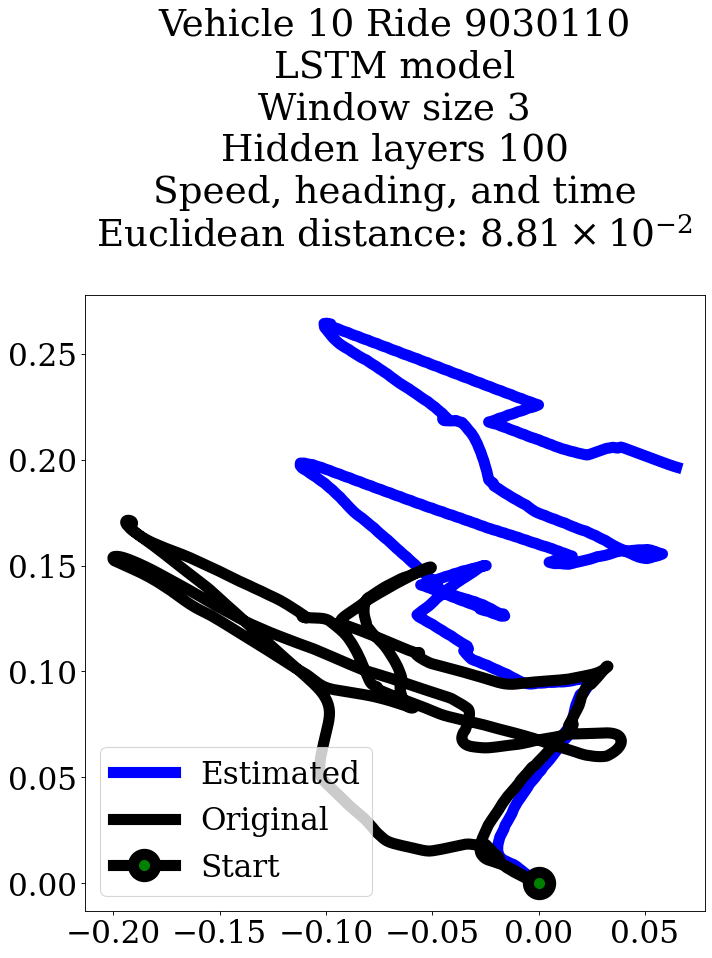 Vehicle 10 Ride 9030110
LSTM model
Window size 3
Hidden layers 100
Speed, heading, and time
Euclidean distance: 8.81 × 10⁻²
0.25
0.20
0.15
0.10
0.05
0.00
Estimated
Original
Start
−0.20 −0.15 −0.10 −0.05 0.00 0.05